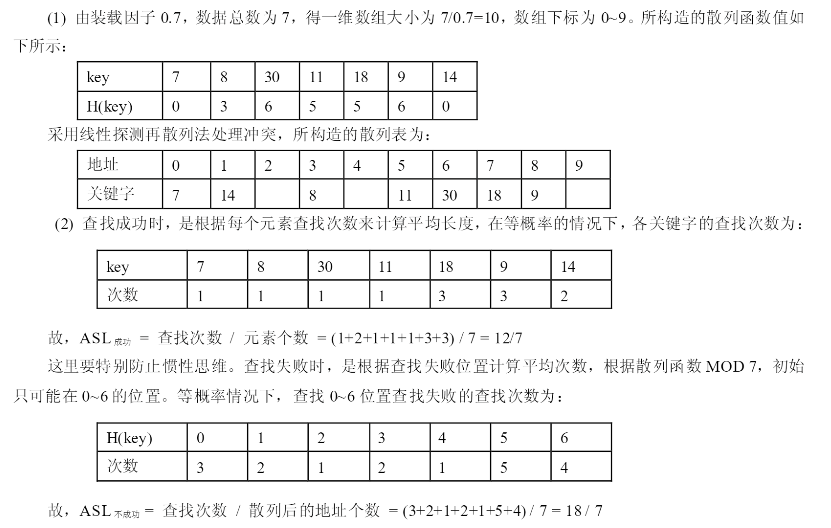 (1) 由装载因子 0.7，数据总数为 7，得一维数组大小为 7/0.7=10，数组下标为 0~9。所构造的散列函数值如
下所示：
key 7 8 30 11 18 9 14
H(key) 0 3 6 5 5 6 0
采用线性探测再散列法处理冲突，所构造的散列表为：
地址 0 1 2 3 4 5 6 7 8 9
关键字 7 14 8 11 30 18 9
(2) 查找成功时，是根据每个元素查找次数来计算平均长度，在等概率的情况下，各关键字的查找次数为：
key 7 8 30 11 18 9 14
次数 1 1 1 1 3 3 2
故，ASL 成功 = 查找次数 / 元素个数 = (1+2+1+1+1+3+3) / 7 = 12/7
这里要特别防止惯性思维。查找失败时，是根据查找失败位置计算平均次数，根据散列函数 MOD 7，初始
只可能在 0~6 的位置。等概率情况下，查找 0~6 位置查找失败的查找次数为：
H(key) 0 1 2 3 4 5 6
次数 3 2 1 2 1 5 4
故，ASL 不成功 = 查找次数 / 散列后的地址个数 = (3+2+1+2+1+5+4) / 7 = 18 / 7